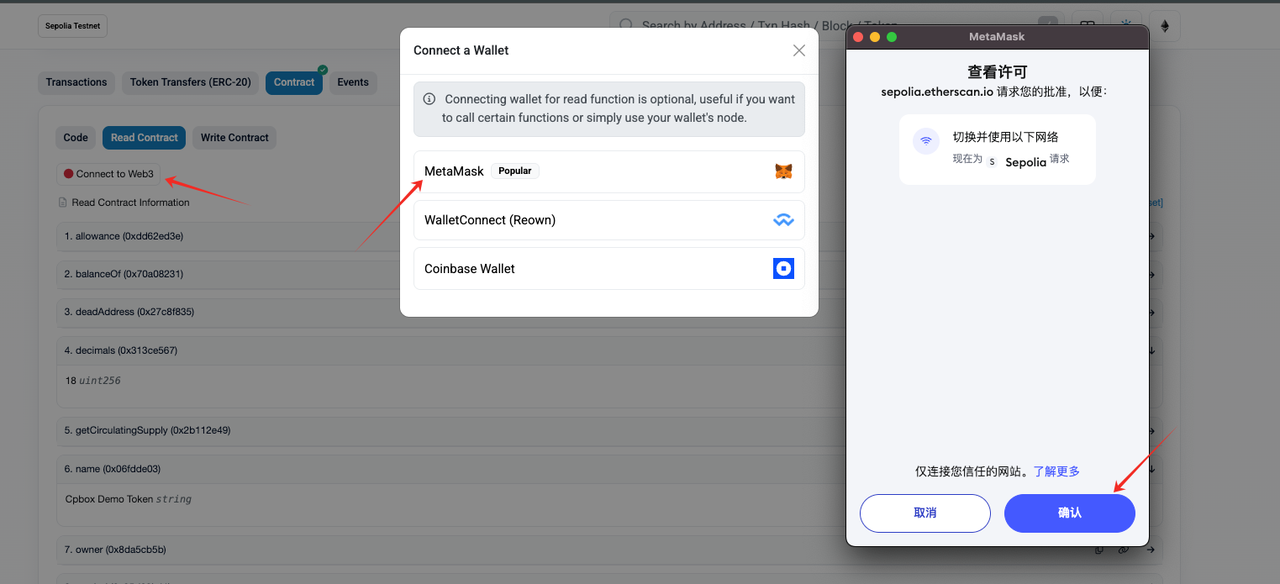 Sepolia Testnet
Search by Address / Txn Hash / Block / Token
Transactions
Token Transfers (ERC-20)
Contract
Events
Code
Read Contract
Write Contract
Connect to Web3
Read Contract Information
1. allowance (0xdd62ed3e)
2. balanceOf (0x70a08231)
3. deadAddress (0x27c8f835)
4. decimals (0x313ce567)
18 uint256
5. getCirculatingSupply (0x2b112e49)
6. name (0x06fdde03)
Cpbox Demo Token string
7. owner (0x8da5cb5b)
Connect a Wallet
Connecting wallet for read function is optional, useful if you want
to call certain functions or simply use your wallet's node.
MetaMask Popular
WalletConnect (Reown)
Coinbase Wallet
MetaMask
查看许可
sepolia.etherscan.io 请求您的批准，以便：
切换并使用以下网络
现在为 S Sepolia 请求
仅连接您信任的网站。了解更多
取消
确认